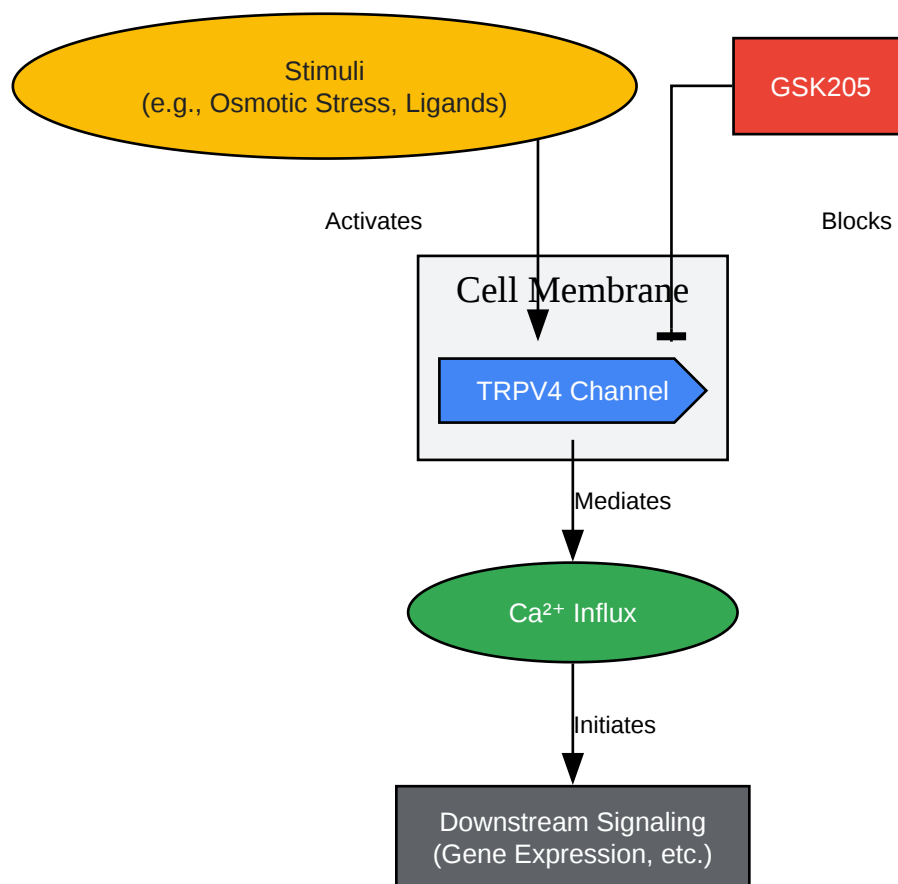 Stimuli
(e.g., Osmotic Stress, Ligands)
GSK205
Activates
Blocks
Cell Membrane
TRPV4 Channel
Mediates
Ca²⁺ Influx
Initiates
Downstream Signaling
(Gene Expression, etc.)